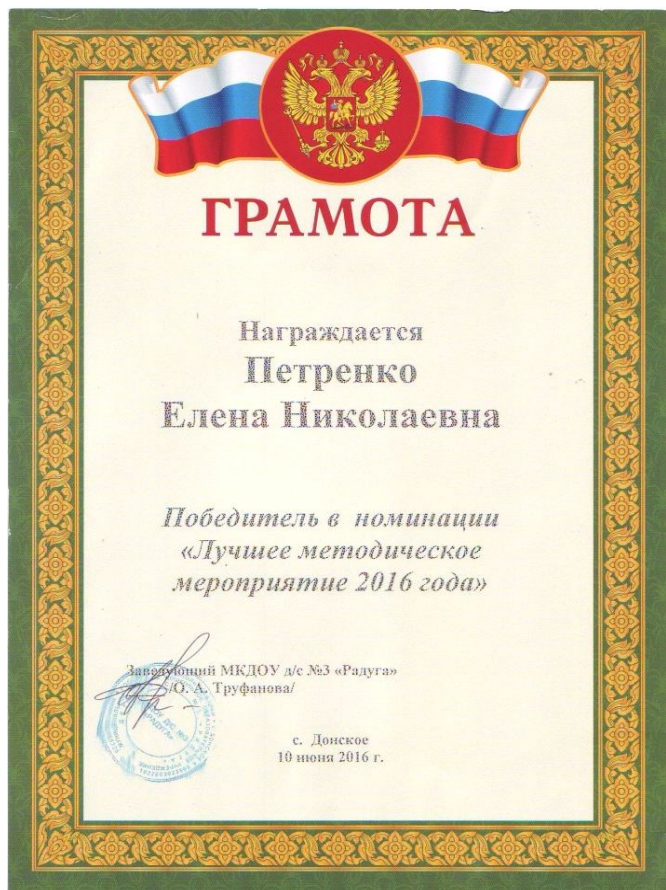 ГРАМОТА
Награждается
Петренко
Елена Николаевна
Победитель в номинации
«Лучшее методическое
мероприятие 2016 года»
Заведующий МКДОУ д/с №3 «Радуга»
/О. А. Труфанова/
с. Донское
10 июня 2016 г.